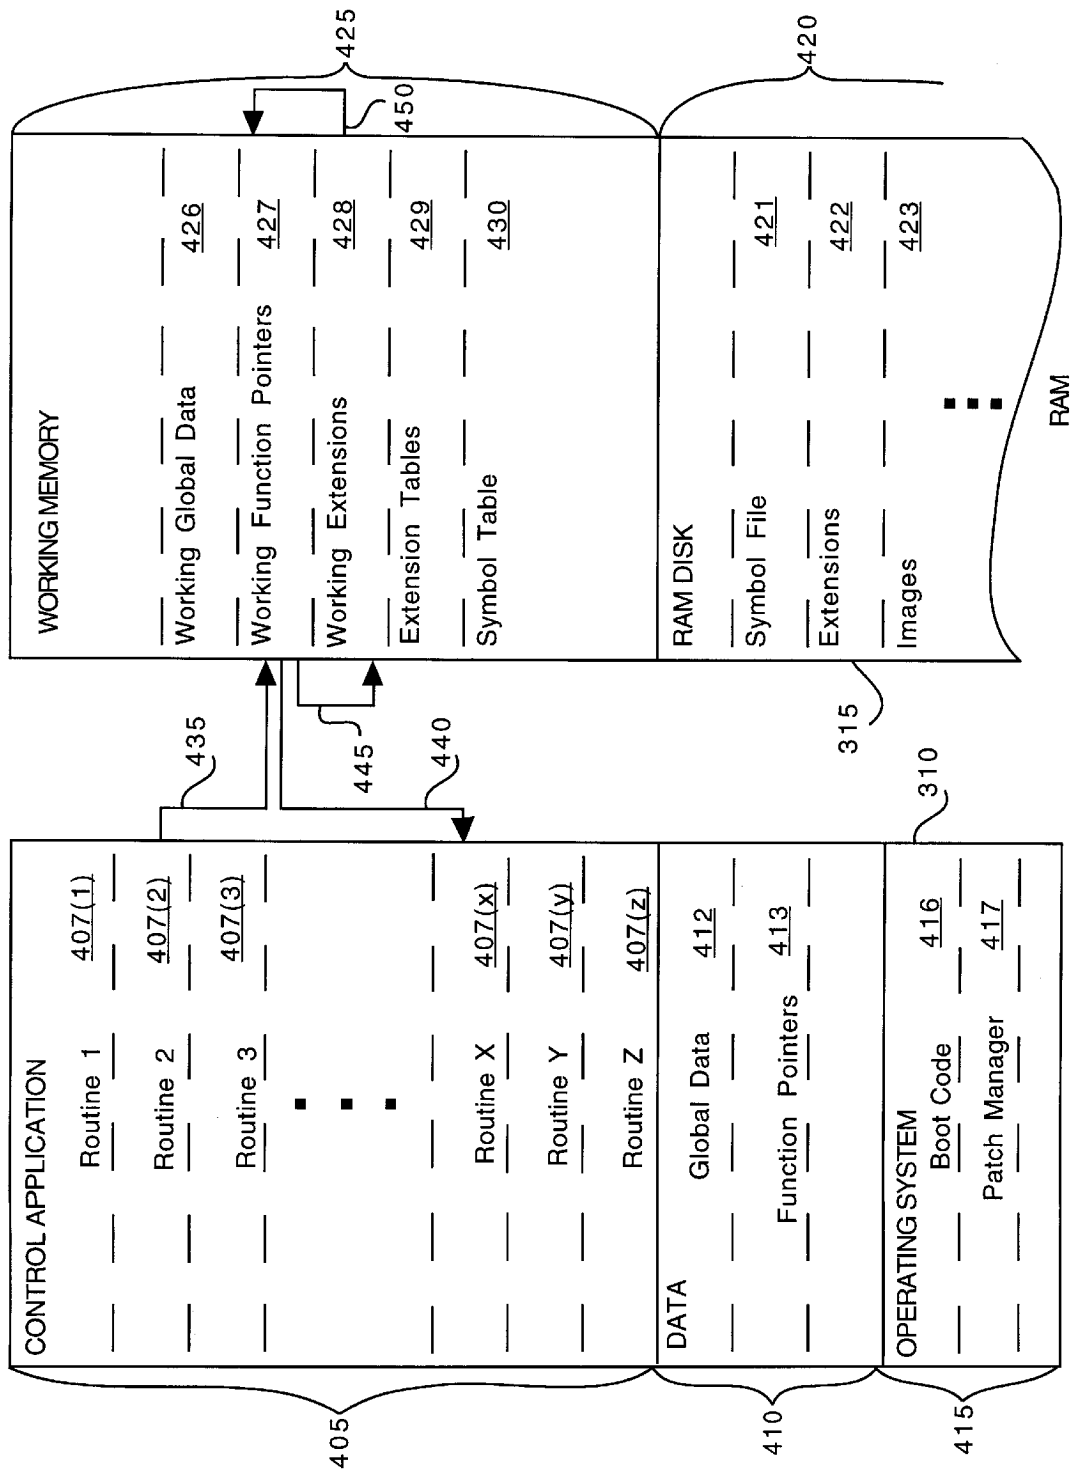 CONTROL APPLICATION
Routine 1 407(1)
Routine 2 407(2)
Routine 3 407(3)
Routine X 407(x)
Routine Y 407(y)
Routine Z 407(z)
405
DATA
Global Data 412
Function Pointers 413
410
OPERATING SYSTEM
Boot Code 416
Patch Manager 417
415
310
435
440
445
WORKING MEMORY
Working Global Data 426
Working Function Pointers 427
Working Extensions 428
Extension Tables 429
Symbol Table 430
425
450
RAM DISK
Symbol File 421
Extensions 422
Images 423
420
315
RAM